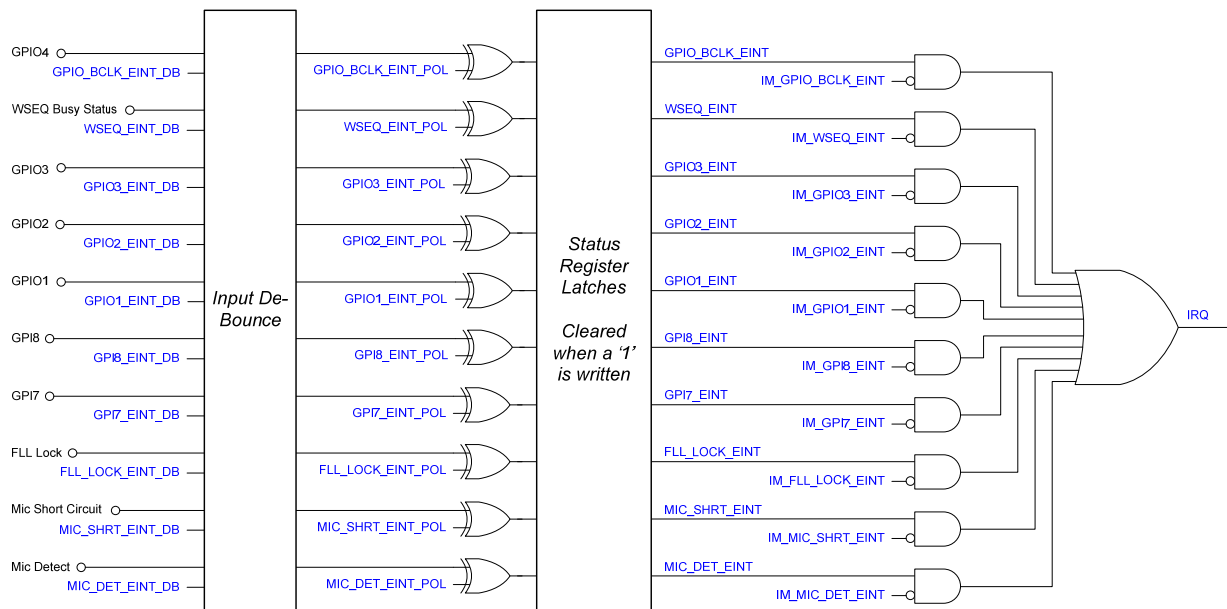 GPIO4
GPIO_BCLK_EINT_DB
GPIO_BCLK_EINT_POL
GPIO_BCLK_EINT
IM_GPIO_BCLK_EINT
WSEQ Busy Status
WSEQ_EINT_DB
WSEQ_EINT_POL
WSEQ_EINT
IM_WSEQ_EINT
GPIO3
GPIO3_EINT_DB
GPIO3_EINT_POL
GPIO3_EINT
IM_GPIO3_EINT
GPIO2
GPIO2_EINT_DB
GPIO2_EINT_POL
GPIO2_EINT
IM_GPIO2_EINT
GPIO1
GPIO1_EINT_DB
GPIO1_EINT_POL
GPIO1_EINT
IM_GPIO1_EINT
GPI8
GPI8_EINT_DB
GPI8_EINT_POL
GPI8_EINT
IM_GPI8_EINT
GPI7
GPI7_EINT_DB
GPI7_EINT_POL
GPI7_EINT
IM_GPI7_EINT
FLL Lock
FLL_LOCK_EINT_DB
FLL_LOCK_EINT_POL
FLL_LOCK_EINT
IM_FLL_LOCK_EINT
Mic Short Circuit
MIC_SHRT_EINT_DB
MIC_SHRT_EINT_POL
MIC_SHRT_EINT
IM_MIC_SHRT_EINT
Mic Detect
MIC_DET_EINT_DB
MIC_DET_EINT_POL
MIC_DET_EINT
IM_MIC_DET_EINT
Input De-
Bounce
Status
Register
Latches
Cleared
when a ‘1’
is written
IRQ